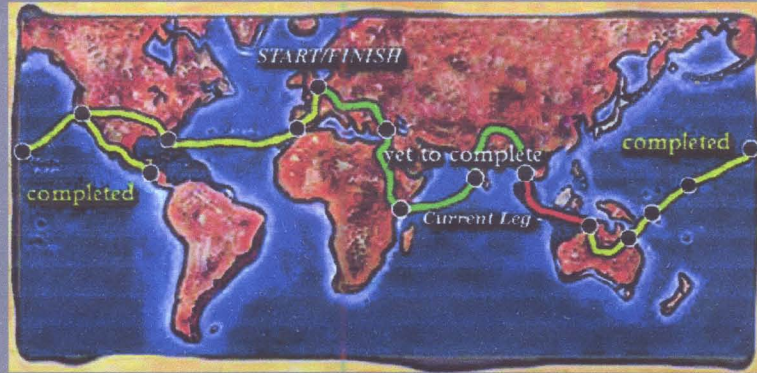 START/FINISH
yet to complete
completed
completed
Current Leg